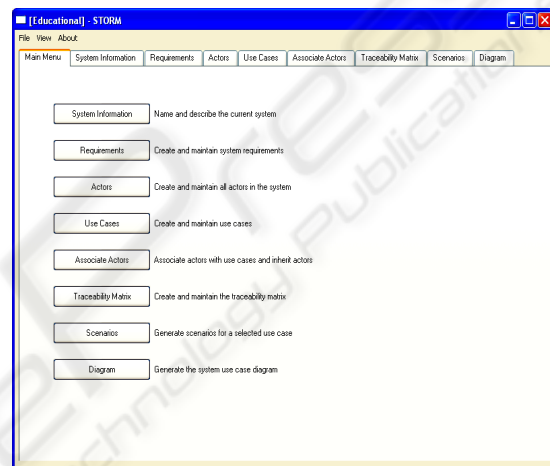 [Educational] - STORM
File View About
Main Menu System Information Requirements Actors Use Cases Associate Actors Traceability Matrix Scenarios Diagram
System Information Name and describe the current system
Requirements Create and maintain system requirements
Actors Create and maintain all actors in the system
Use Cases Create and maintain use cases
Associate Actors Associate actors with use cases and inherit actors
Traceability Matrix Create and maintain the traceability matrix
Scenarios Generate scenarios for a selected use case
Diagram Generate the system use case diagram